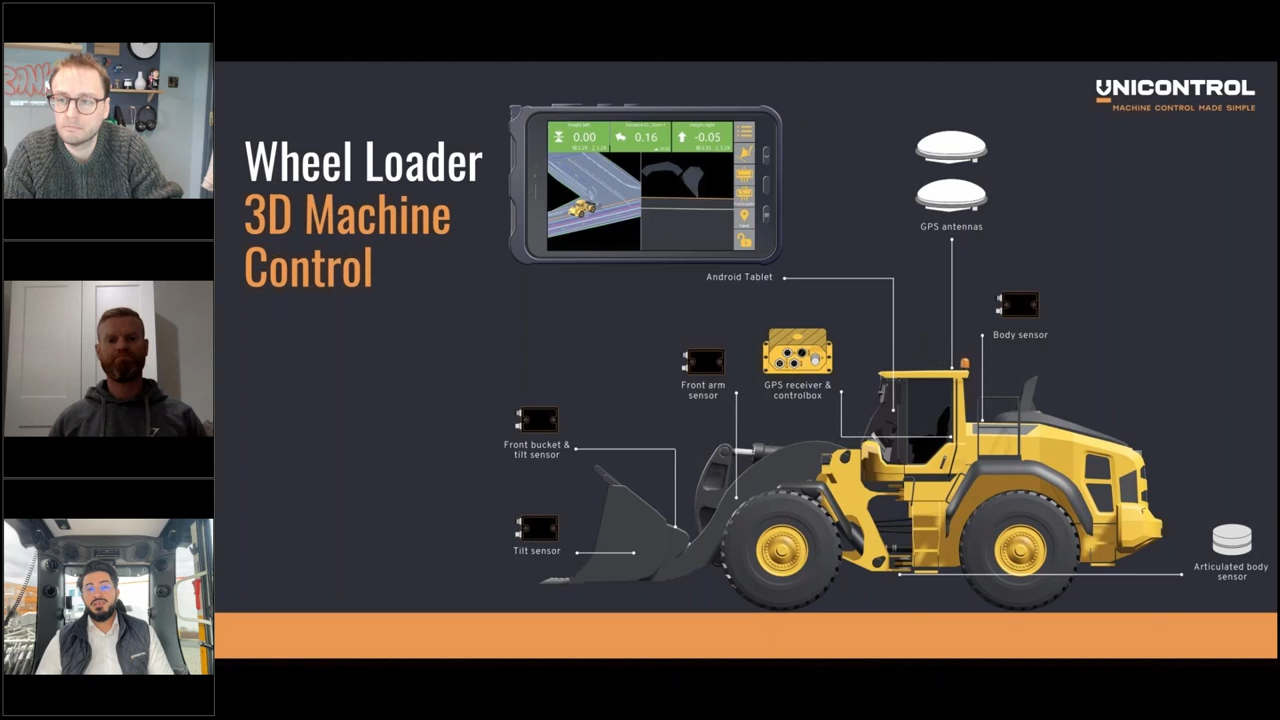 UNICONTROL
MACHINE CONTROL MADE SIMPLE
Wheel Loader
3D Machine
Control
0.00
0.16
-0.05
GPS antennas
Android Tablet
Body sensor
Front arm
sensor
GPS receiver &
controlbox
Front bucket &
tilt sensor
Tilt sensor
Articulated body
sensor